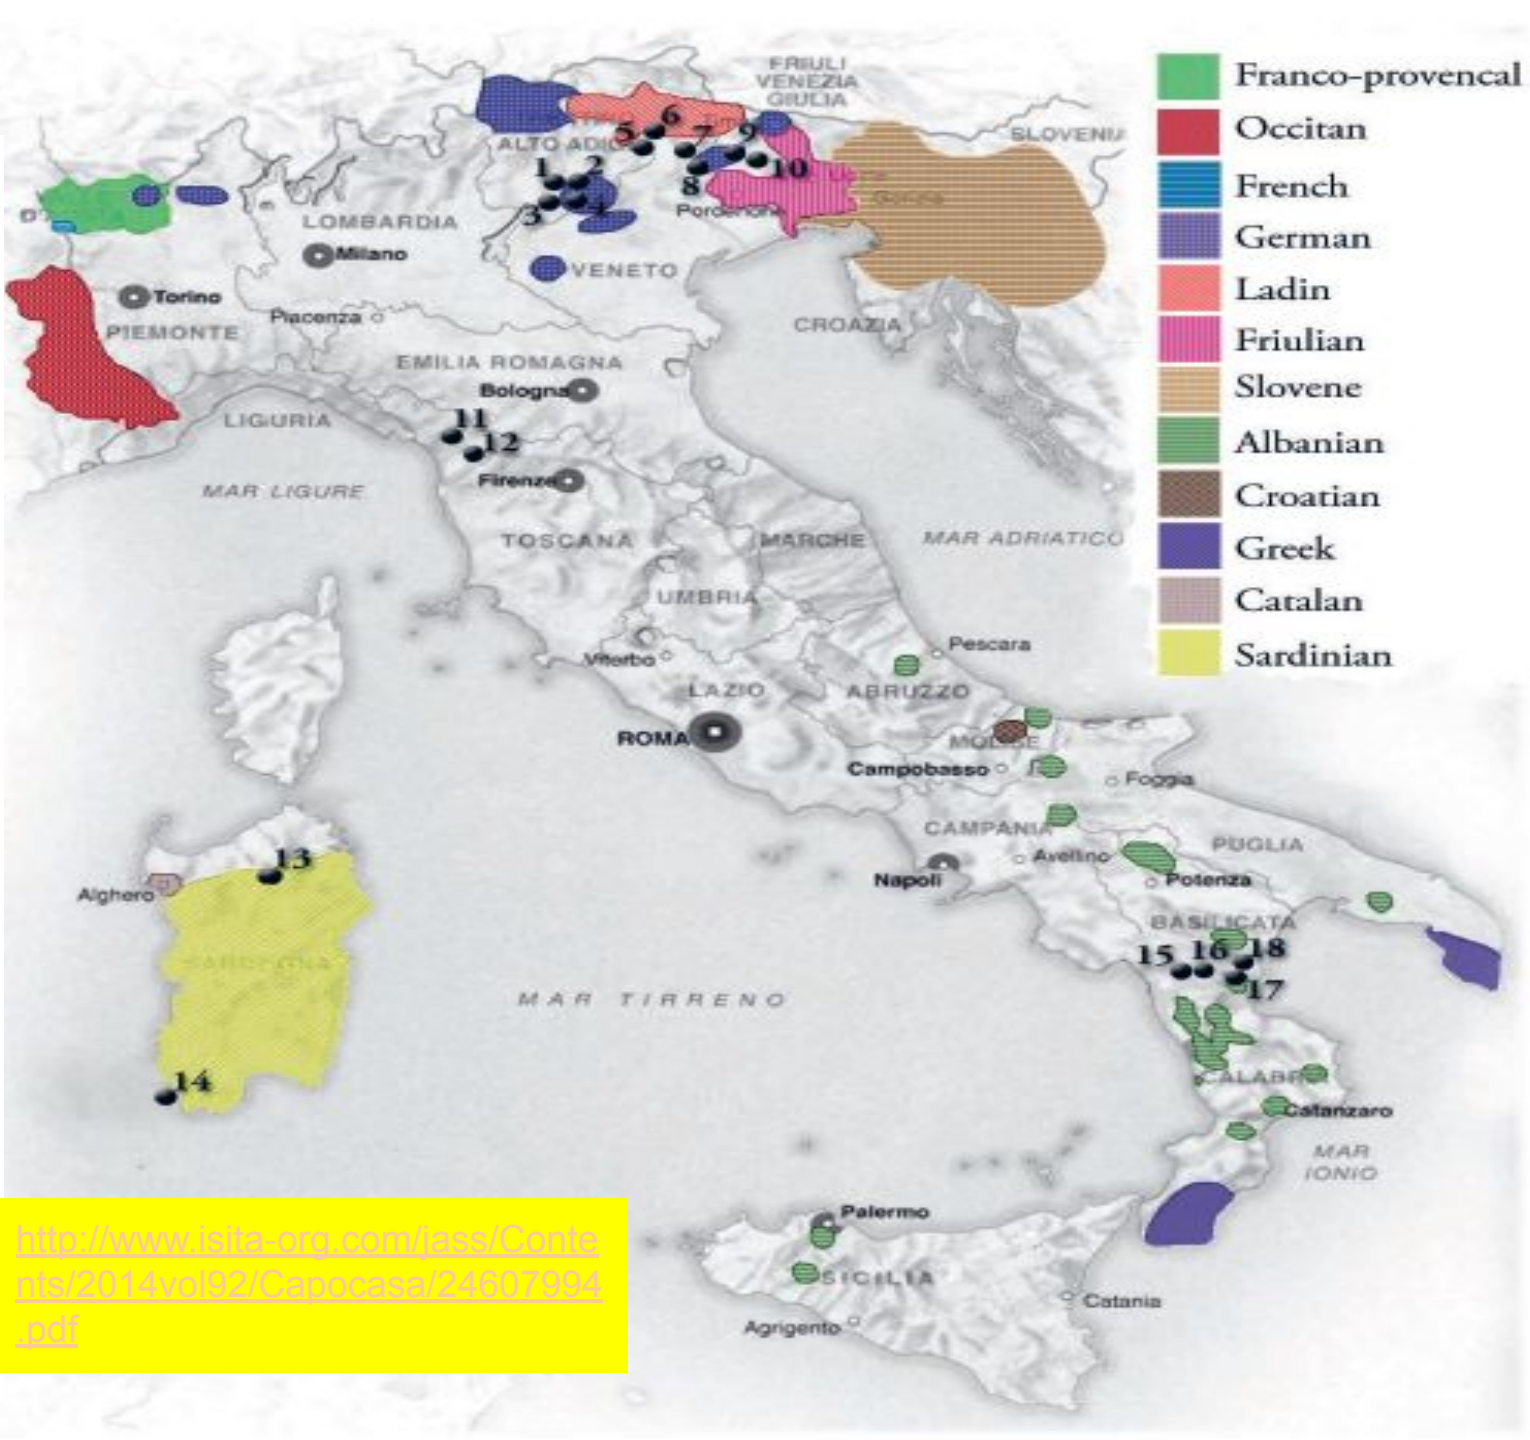 FRIULI
VENEZIA
GIULIA
SLOVENIA
ALTO ADIG
1
2
3
4
5
6
7
8
9
10
Pordenone
Gorizia
LOMBARDIA
Milano
VENETO
Torino
PIEMONTE
Piacenza
CROAZIA
EMILIA ROMAGNA
Bologna
LIGURIA
11
12
Firenze
MAR LIGURE
TOSCANA
MARCHE
MAR ADRIATICO
UMBRIA
Viterbo
Pescara
LAZIO
ABRUZZO
ROMA
MOLISE
Campobasso
Foggia
CAMPANIA
PUGLIA
Avellino
Napoli
Potenza
BASILICATA
13
Alghero
SARDEGNA
14
15
16
18
17
MAR TIRRENO
CALABRI
Catanzaro
MAR
IONIO
Palermo
SICILIA
Catania
Agrigento
Franco-provencal
Occitan
French
German
Ladin
Friulian
Slovene
Albanian
Croatian
Greek
Catalan
Sardinian
http://www.isita-org.com/jass/Conte
nts/2014vol92/Capocasa/24607994
.pdf